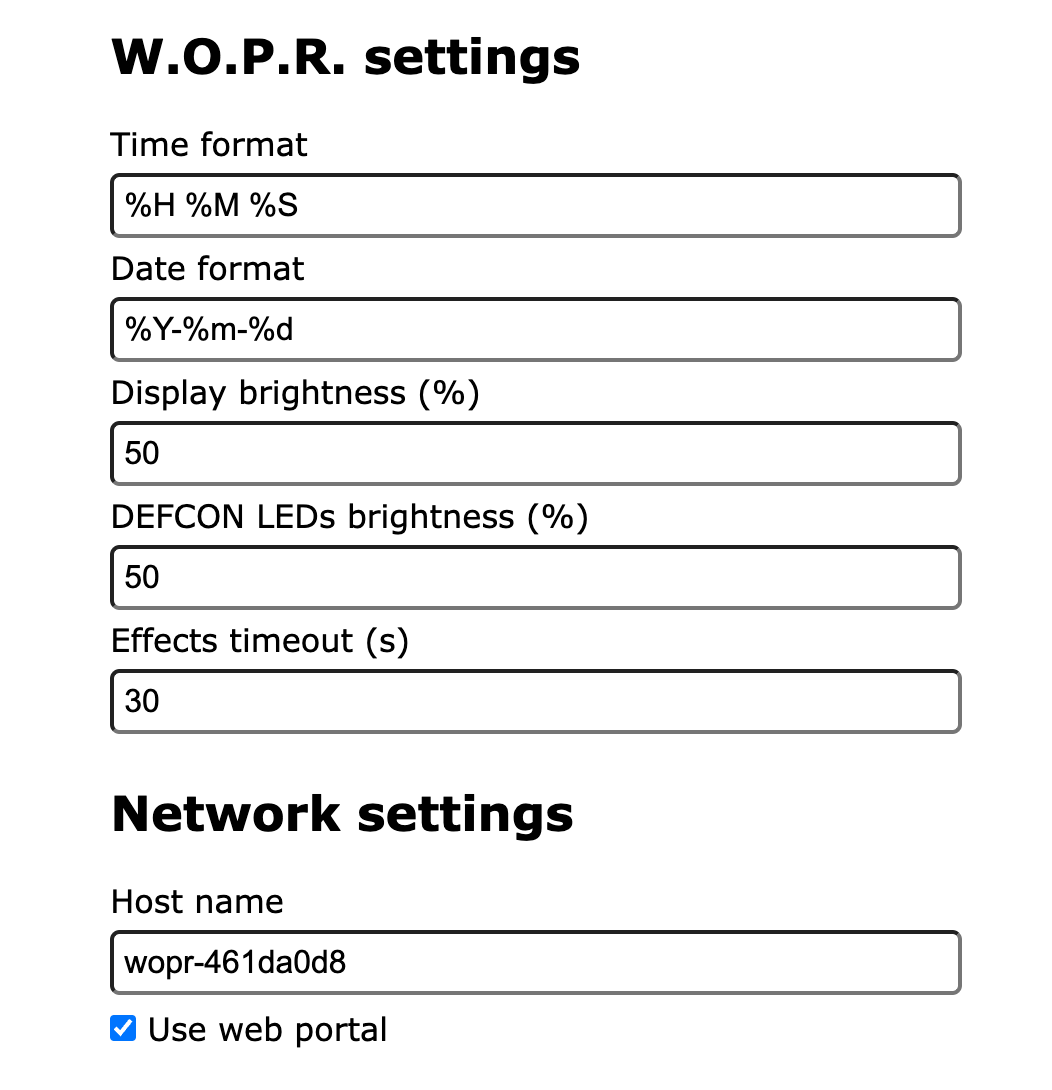 W.O.P.R. settings
Time format
%H %M %S
Date format
%Y-%m-%d
Display brightness (%)
50
DEFCON LEDs brightness (%)
50
Effects timeout (s)
30
Network settings
Host name
wopr-461da0d8
Use web portal